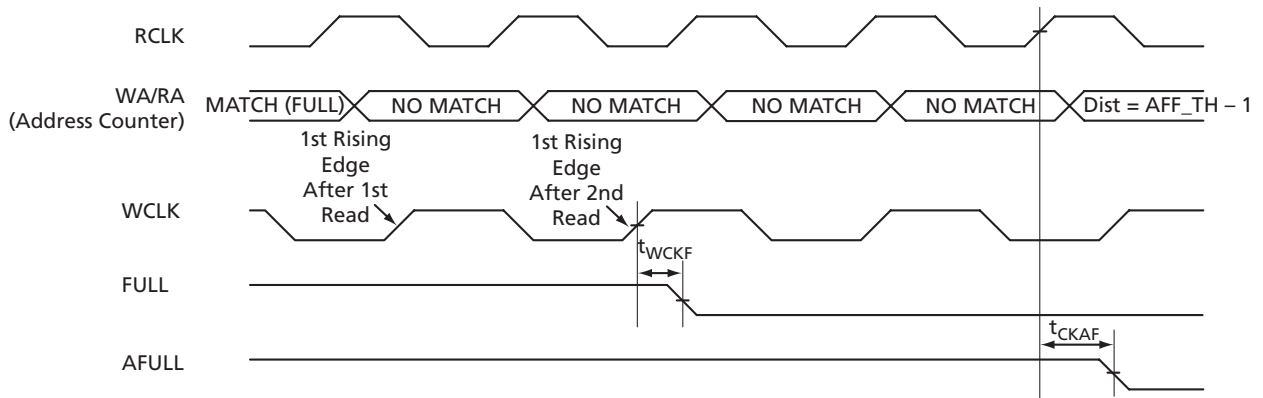 RCLK
WA/RA
(Address Counter)
MATCH (FULL)
NO MATCH
NO MATCH
NO MATCH
NO MATCH
Dist = AFF_TH – 1
1st Rising
Edge
After 1st
Read
1st Rising
Edge
After 2nd
Read
WCLK
tWCKF
FULL
tCKAF
AFULL